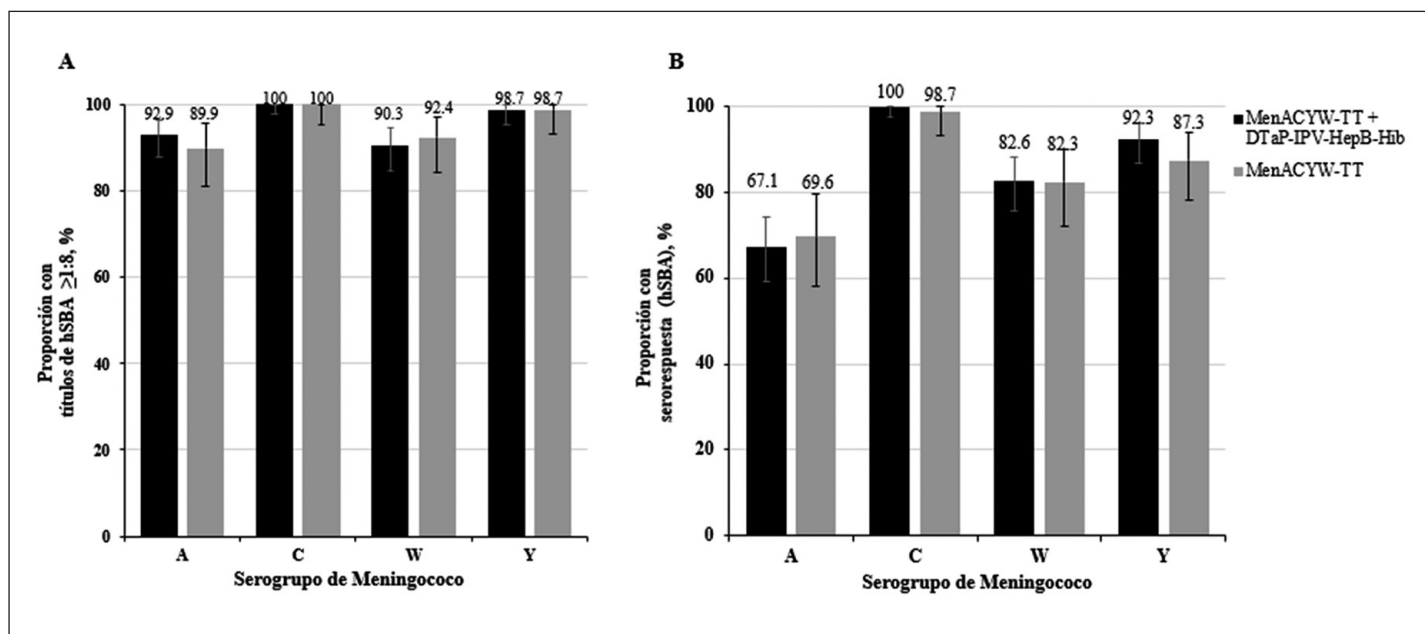 A
92.9 89.9 100 100 90.3 92.4 98.7 98.7
100
80
60
40
20
0
Proporción con
títulos de hSBA ≥1:8, %
A C W Y
Serogrupo de Meningococo
B
67.1 69.6 100 98.7 82.6 82.3 92.3 87.3
100
80
60
40
20
0
Proporción con
serorespuesta (hSBA), %
A C W Y
Serogrupo de Meningococo
MenACYW-TT +
DTaP-IPV-HepB-Hib
MenACYW-TT